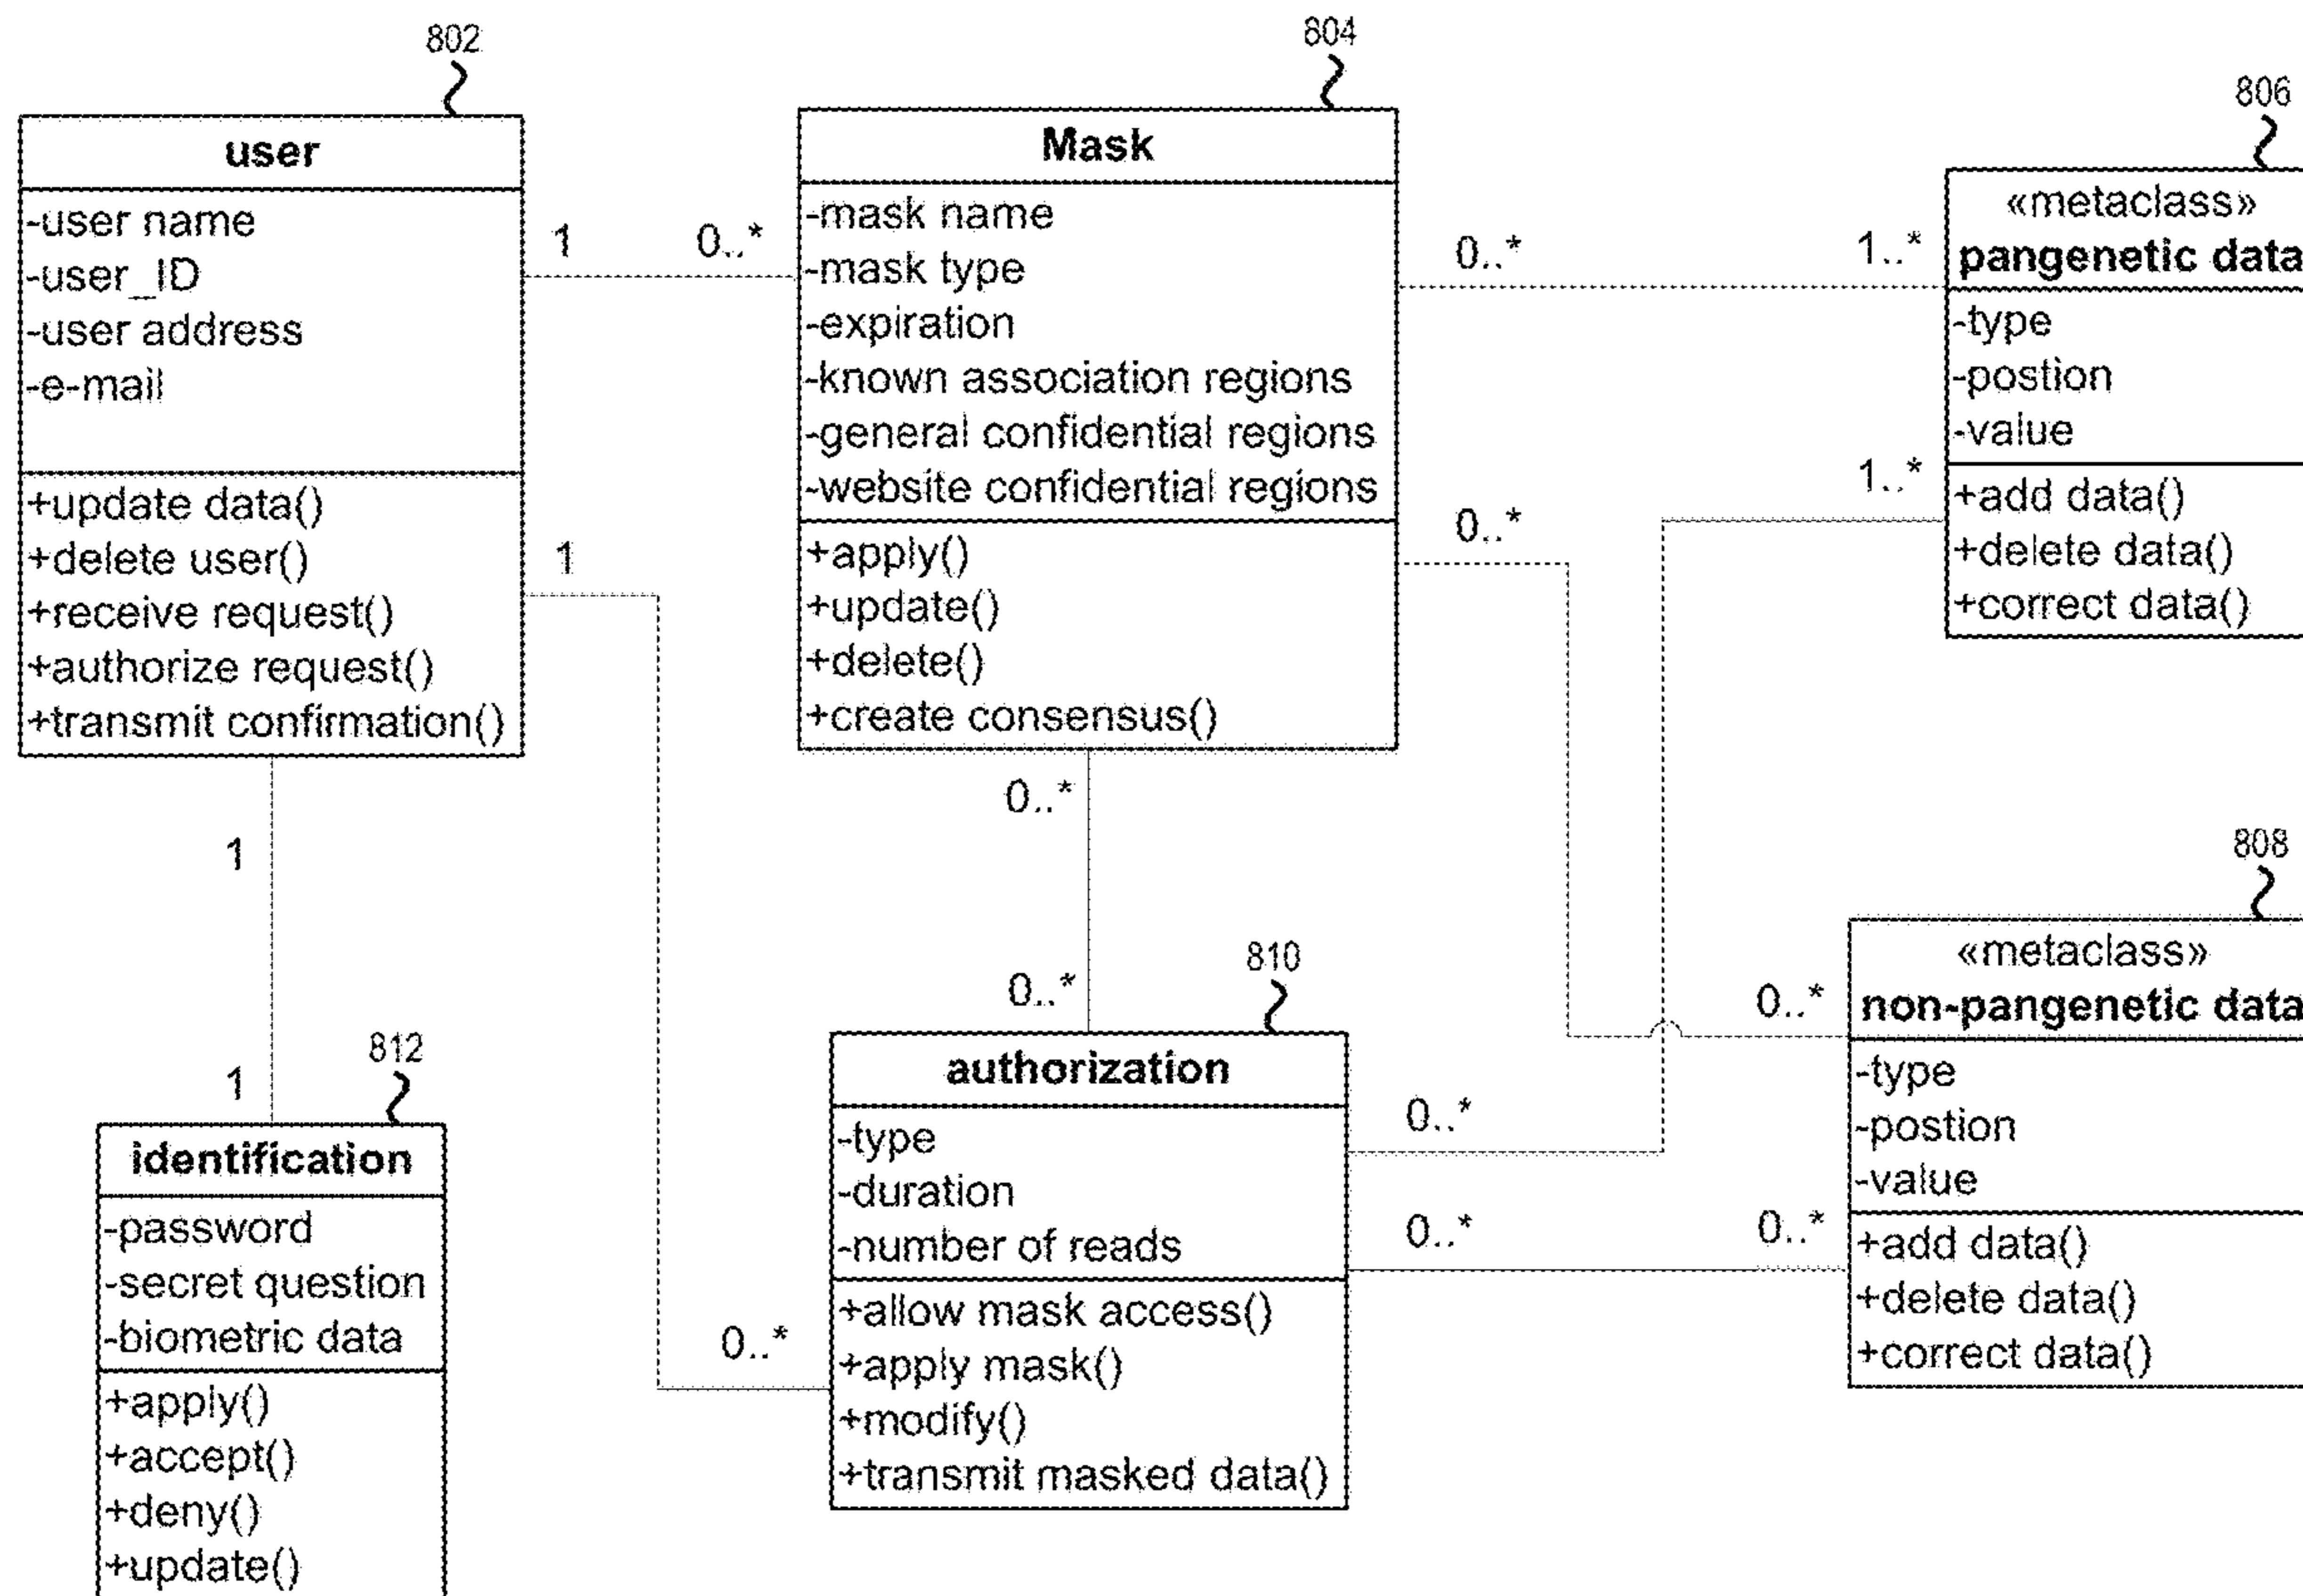 802
user
-user name
-user_ID
-user address
-e-mail
+update data()
+delete user()
+receive request()
+authorize request()
+transmit confirmation()
1
0..*
1
804
Mask
-mask name
-mask type
-expiration
-known association regions
-general confidential regions
-website confidential regions
+apply()
+update()
+delete()
+create consensus()
0..*
1..*
0..*
1..*
806
«metaclass»
pangenetic data
-type
-postion
-value
+add data()
+delete data()
+correct data()
1
1
0..*
0..*
812
identification
-password
-secret question
-biometric data
+apply()
+accept()
+deny()
+update()
0..*
810
authorization
-type
-duration
-number of reads
+allow mask access()
+apply mask()
+modify()
+transmit masked data()
0..*
0..*
0..*
0..*
808
«metaclass»
non-pangenetic data
-type
-postion
-value
+add data()
+delete data()
+correct data()